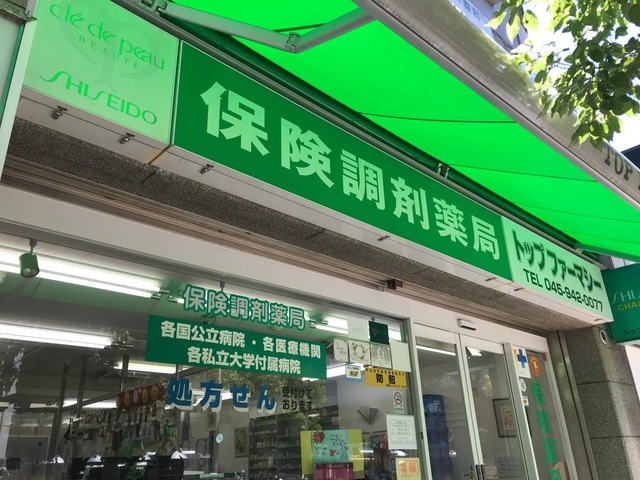 clé de peau
BEAUTÉ
SHISEIDO
保険調剤薬局
トップファーマシー
TEL 045-942-0077
TOP
保険調剤薬局
各国公立病院・各医療機関
各私立大学付属病院
処方せん 受付けて
おります
防犯